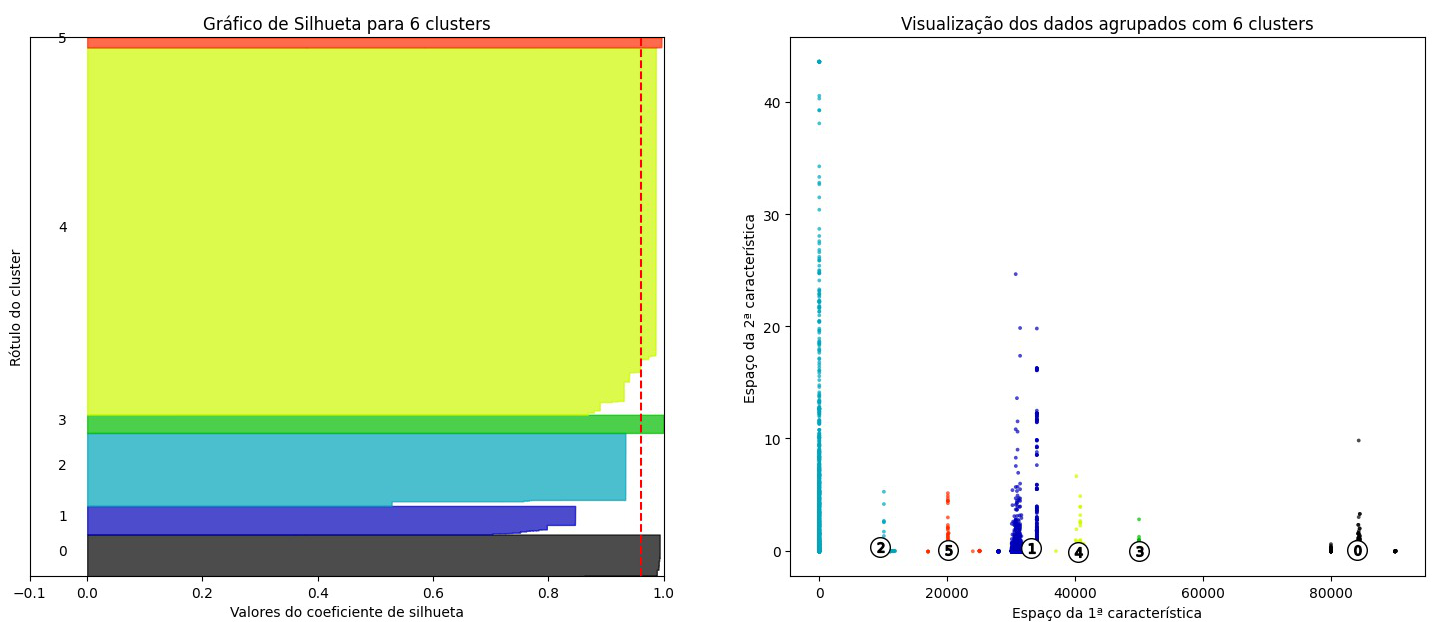 Gráfico de Silhueta para 6 clusters
5
4
3
2
1
0
Rótulo do cluster
−0.1 0.0 0.2 0.4 0.6 0.8 1.0
Valores do coeficiente de silhueta
Visualização dos dados agrupados com 6 clusters
40
30
20
10
0
Espaço da 2ª característica
2 5 1 4 3 0
0 20000 40000 60000 80000
Espaço da 1ª característica